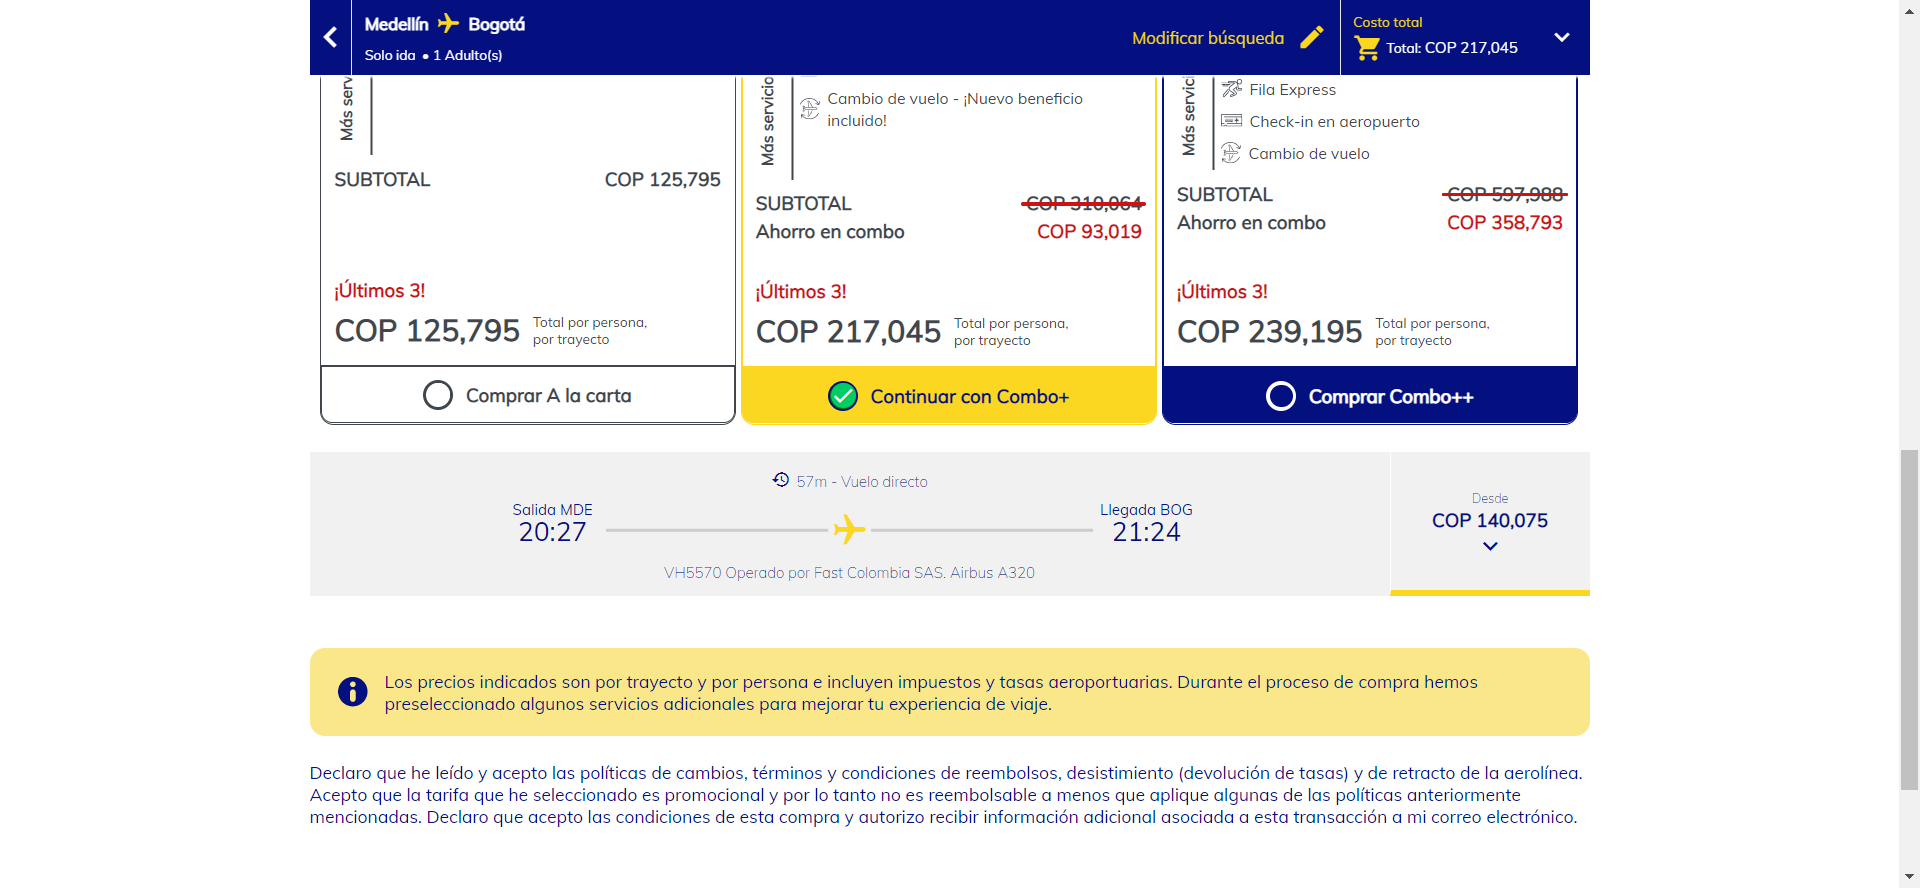 Medellín Bogotá
Solo ida • 1 Adulto(s)
Modificar búsqueda
Costo total
Total: COP 217,045
SUBTOTAL COP 125,795
¡Últimos 3!
COP 125,795 Total por persona,
por trayecto
Comprar A la carta
Más servicio
Cambio de vuelo - ¡Nuevo beneficio
incluido!
SUBTOTAL COP 310,064
Ahorro en combo COP 93,019
¡Últimos 3!
COP 217,045 Total por persona,
por trayecto
Continuar con Combo+
Más servici
Fila Express
Check-in en aeropuerto
Cambio de vuelo
SUBTOTAL COP 597,988
Ahorro en combo COP 358,793
¡Últimos 3!
COP 239,195 Total por persona,
por trayecto
Comprar Combo++
57m - Vuelo directo
Salida MDE
20:27
Llegada BOG
21:24
VH5570 Operado por Fast Colombia SAS. Airbus A320
Desde
COP 140,075
Los precios indicados son por trayecto y por persona e incluyen impuestos y tasas aeroportuarias. Durante el proceso de compra hemos
preseleccionado algunos servicios adicionales para mejorar tu experiencia de viaje.
Declaro que he leído y acepto las políticas de cambios, términos y condiciones de reembolsos, desistimiento (devolución de tasas) y de retracto de la aerolínea.
Acepto que la tarifa que he seleccionado es promocional y por lo tanto no es reembolsable a menos que aplique algunas de las políticas anteriormente
mencionadas. Declaro que acepto las condiciones de esta compra y autorizo recibir información adicional asociada a esta transacción a mi correo electrónico.